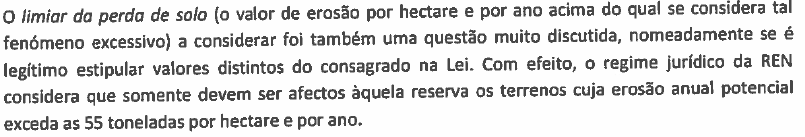 O limiar da perda de solo (o valor de erosão por hectare e por ano acima do qual se considera tal
fenómeno excessivo) a considerar foi também uma questão muito discutida, nomeadamente se é
legítimo estipular valores distintos do consagrado na Lei. Com efeito, o regime jurídico da REN
considera que somente devem ser afectos àquela reserva os terrenos cuja erosão anual potencial
exceda as 55 toneladas por hectare e por ano.